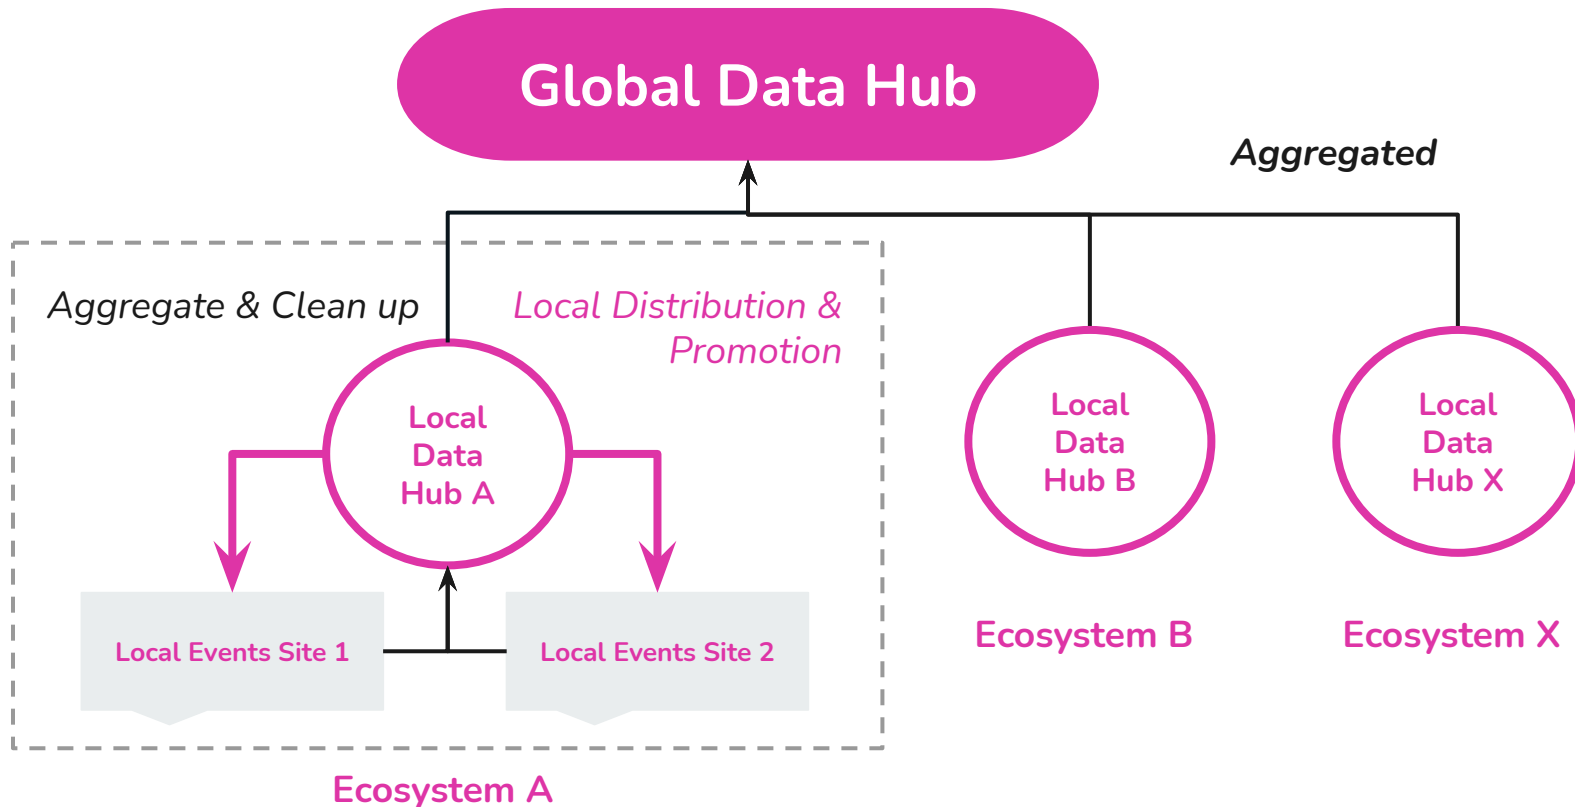 Global Data Hub
Aggregated
Aggregate & Clean up
Local Distribution &
Promotion
Local
Data
Hub A
Local
Data
Hub B
Local
Data
Hub X
Local Events Site 1
Local Events Site 2
Ecosystem B
Ecosystem X
Ecosystem A